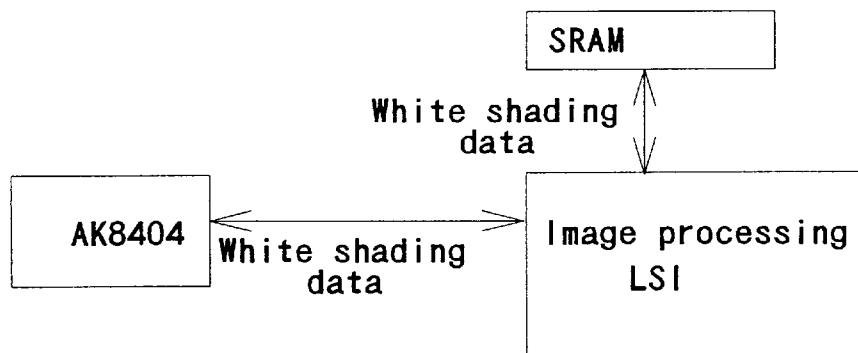 SRAM
White shading
data
AK8404
White shading
data
Image processing
LSI